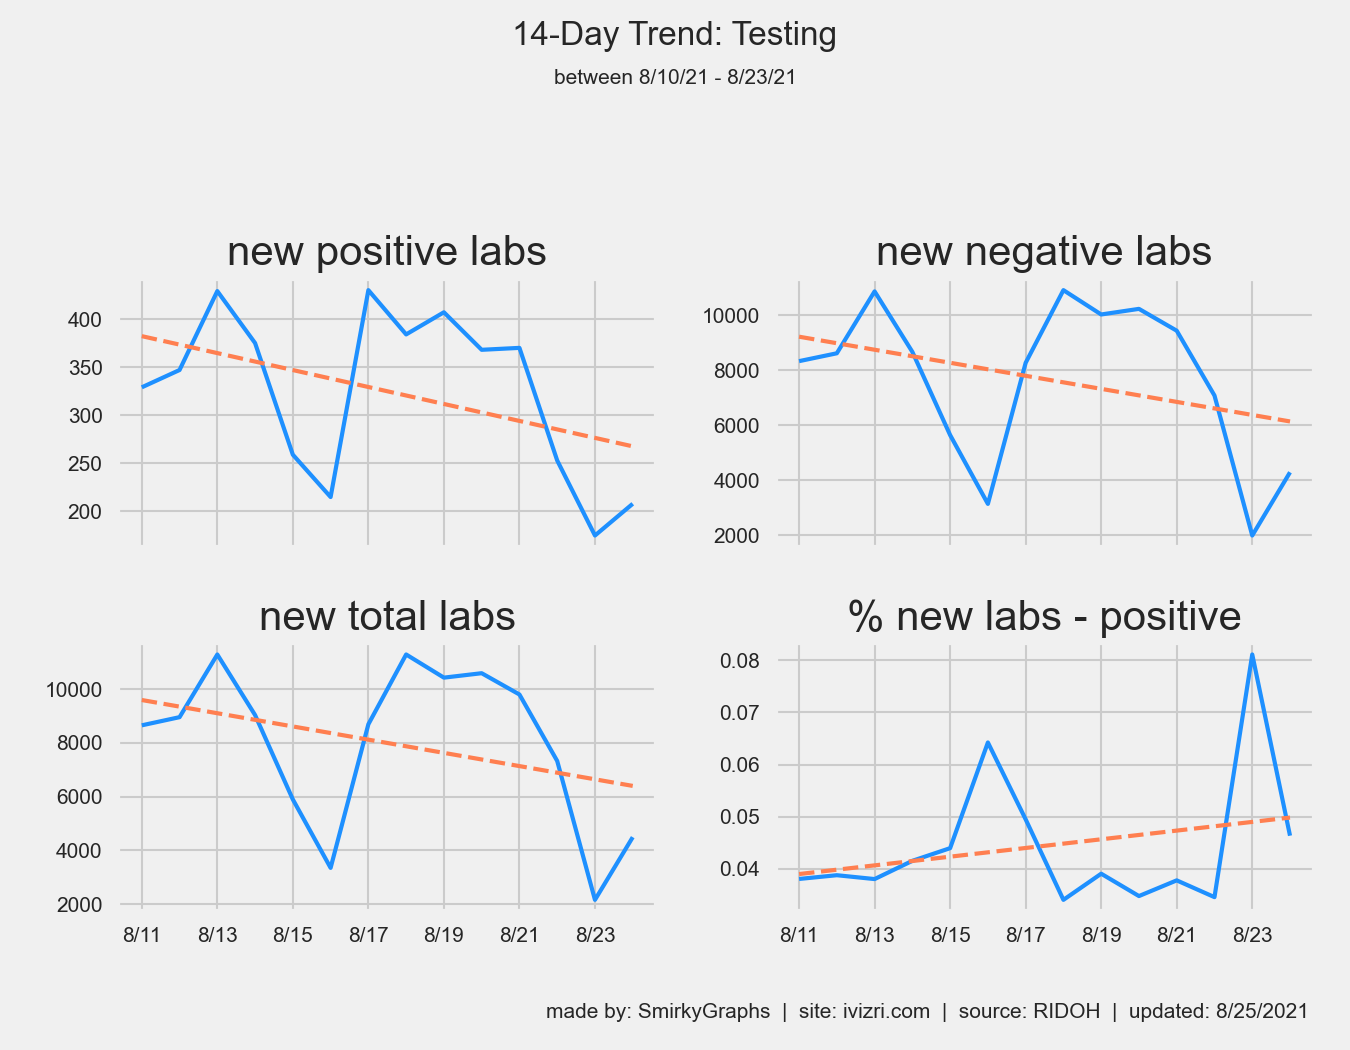 14-Day Trend: Testing
between 8/10/21 - 8/23/21
new positive labs
400
350
300
250
200
new negative labs
10000
8000
6000
4000
2000
new total labs
10000
8000
6000
4000
2000
8/11 8/13 8/15 8/17 8/19 8/21 8/23
% new labs - positive
0.08
0.07
0.06
0.05
0.04
8/11 8/13 8/15 8/17 8/19 8/21 8/23
made by: SmirkyGraphs | site: ivizri.com | source: RIDOH | updated: 8/25/2021